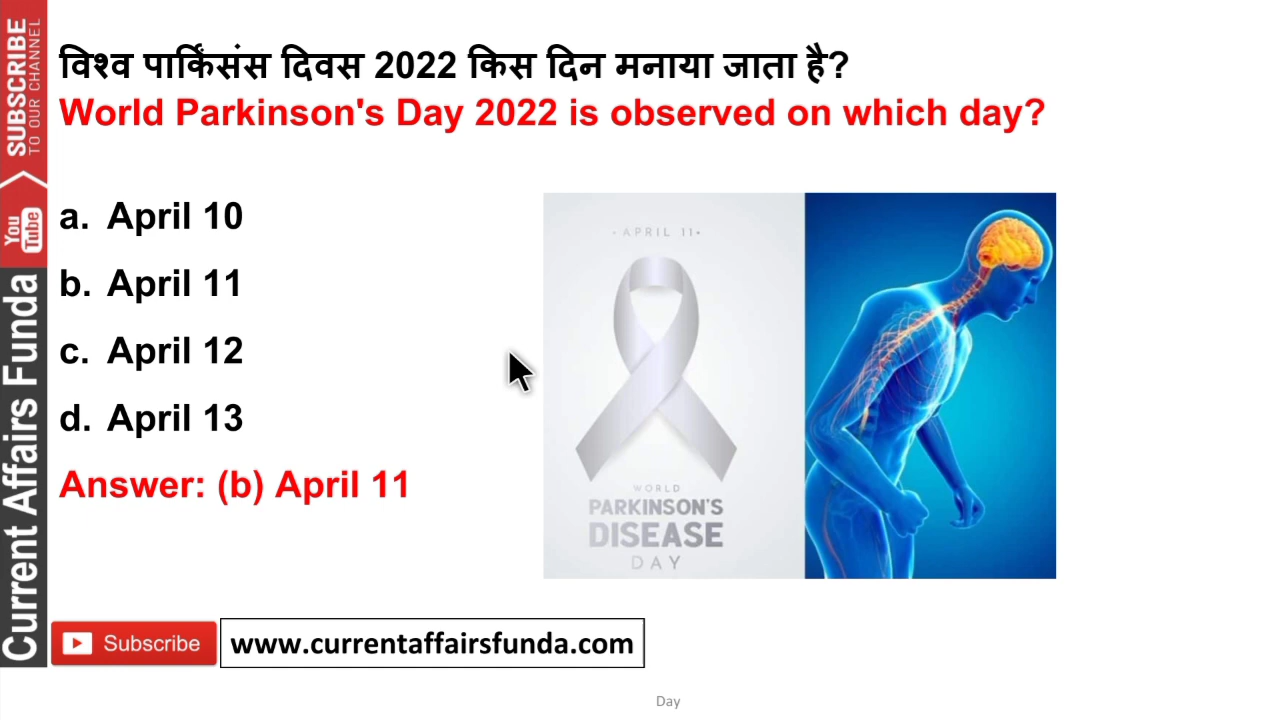 विश्व पार्किंसंस दिवस 2022 किस दिन मनाया जाता है?
World Parkinson's Day 2022 is observed on which day?
a. April 10
b. April 11
c. April 12
d. April 13
Answer: (b) April 11
- APRIL 11 -
WORLD
PARKINSON'S
DISEASE
DAY
SUBSCRIBE
TO OUR CHANNEL
You
Tube
Current Affairs Funda
Subscribe
www.currentaffairsfunda.com
Day